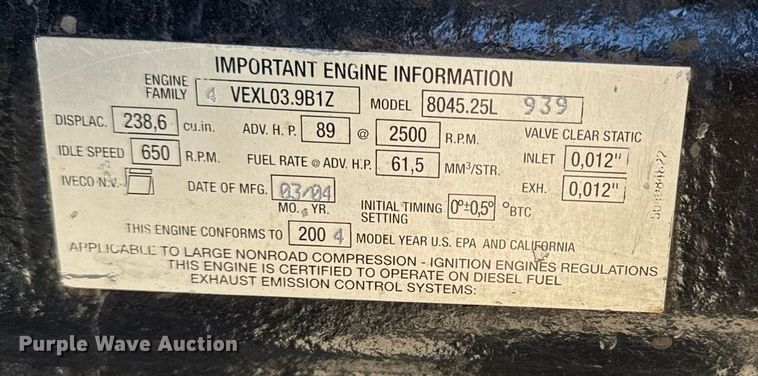 IMPORTANT ENGINE INFORMATION
ENGINE FAMILY 4 VEXL03.9B1Z MODEL 8045.25L 939
DISPLAC. 238,6 cu.in. ADV. H. P. 89 @ 2500 R.P.M. VALVE CLEAR STATIC
IDLE SPEED 650 R.P.M. FUEL RATE @ ADV. H.P. 61,5 MM³/STR. INLET 0,012"
IVECO N.V.- DATE OF MFG. 03/04 INITIAL TIMING SETTING 0º±0,5º °BTC EXH. 0,012"
MO. YR.
THIS ENGINE CONFORMS TO 200 4 MODEL YEAR U.S. EPA AND CALIFORNIA
APPLICABLE TO LARGE NONROAD COMPRESSION - IGNITION ENGINES REGULATIONS
THIS ENGINE IS CERTIFIED TO OPERATE ON DIESEL FUEL
EXHAUST EMISSION CONTROL SYSTEMS:
Purple Wave Auction